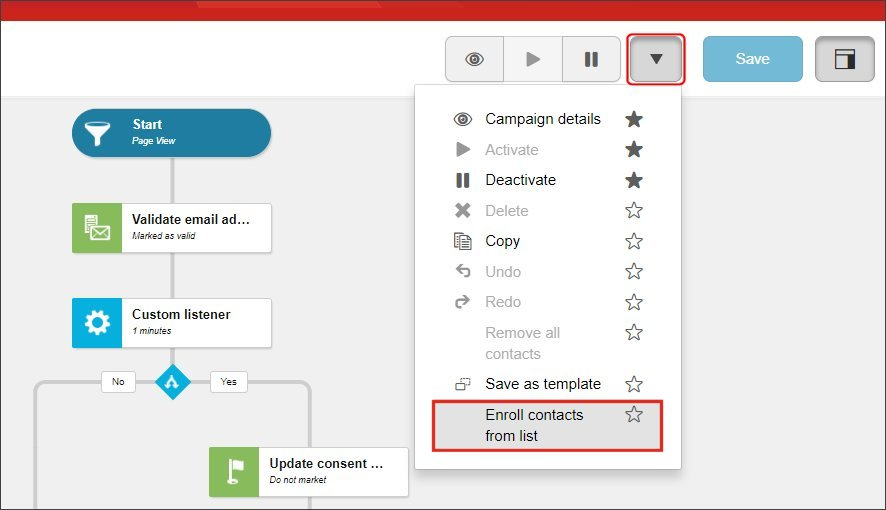 Save
Start
Page View
Validate email ad...
Marked as valid
Custom listener
1 minutes
No
Yes
Update consent ...
Do not market
Campaign details
Activate
Deactivate
Delete
Copy
Undo
Redo
Remove all
contacts
Save as template
Enroll contacts
from list